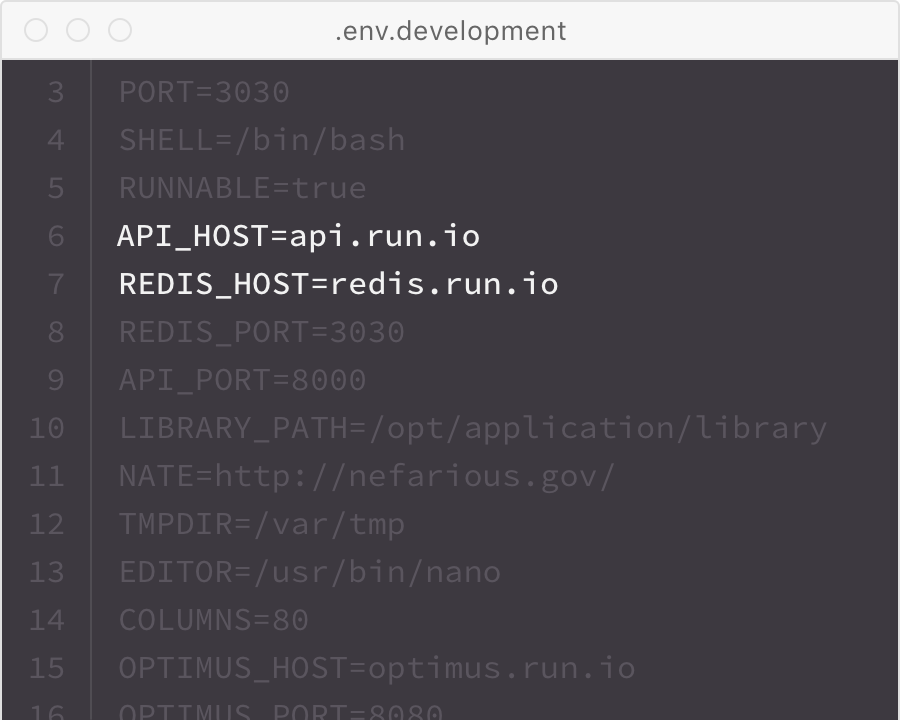 .env.development
3 PORT=3030
4 SHELL=/bin/bash
5 RUNNABLE=true
6 API_HOST=api.run.io
7 REDIS_HOST=redis.run.io
8 REDIS_PORT=3030
9 API_PORT=8000
10 LIBRARY_PATH=/opt/application/library
11 NATE=http://nefarious.gov/
12 TMPDIR=/var/tmp
13 EDITOR=/usr/bin/nano
14 COLUMNS=80
15 OPTIMUS_HOST=optimus.run.io
16 OPTIMUS_PORT=8080